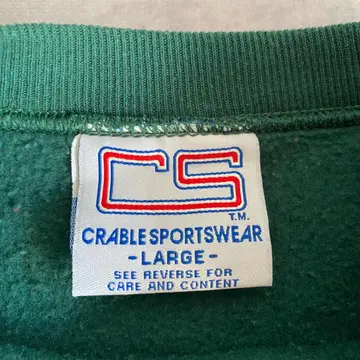 CS
T.M.
CRABLE SPORTSWEAR
-LARGE-
SEE REVERSE FOR
CARE AND CONTENT